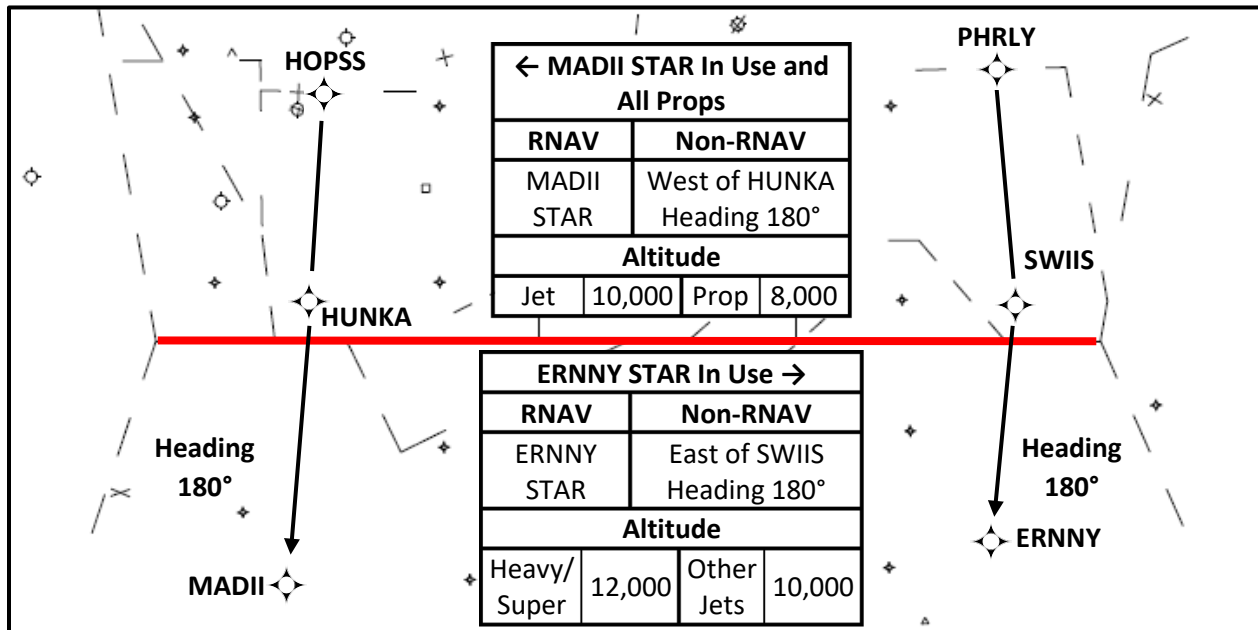 HOPSS
PHRLY
← MADII STAR In Use and
All Props
RNAV Non-RNAV
MADII West of HUNKA
STAR Heading 180°
Altitude
Jet 10,000 Prop 8,000
SWIIS
HUNKA
ERNNY STAR In Use →
RNAV Non-RNAV
ERNNY East of SWIIS
STAR Heading 180°
Altitude
Heavy/ Super 12,000 Other Jets 10,000
Heading
180°
Heading
180°
MADII
ERNNY